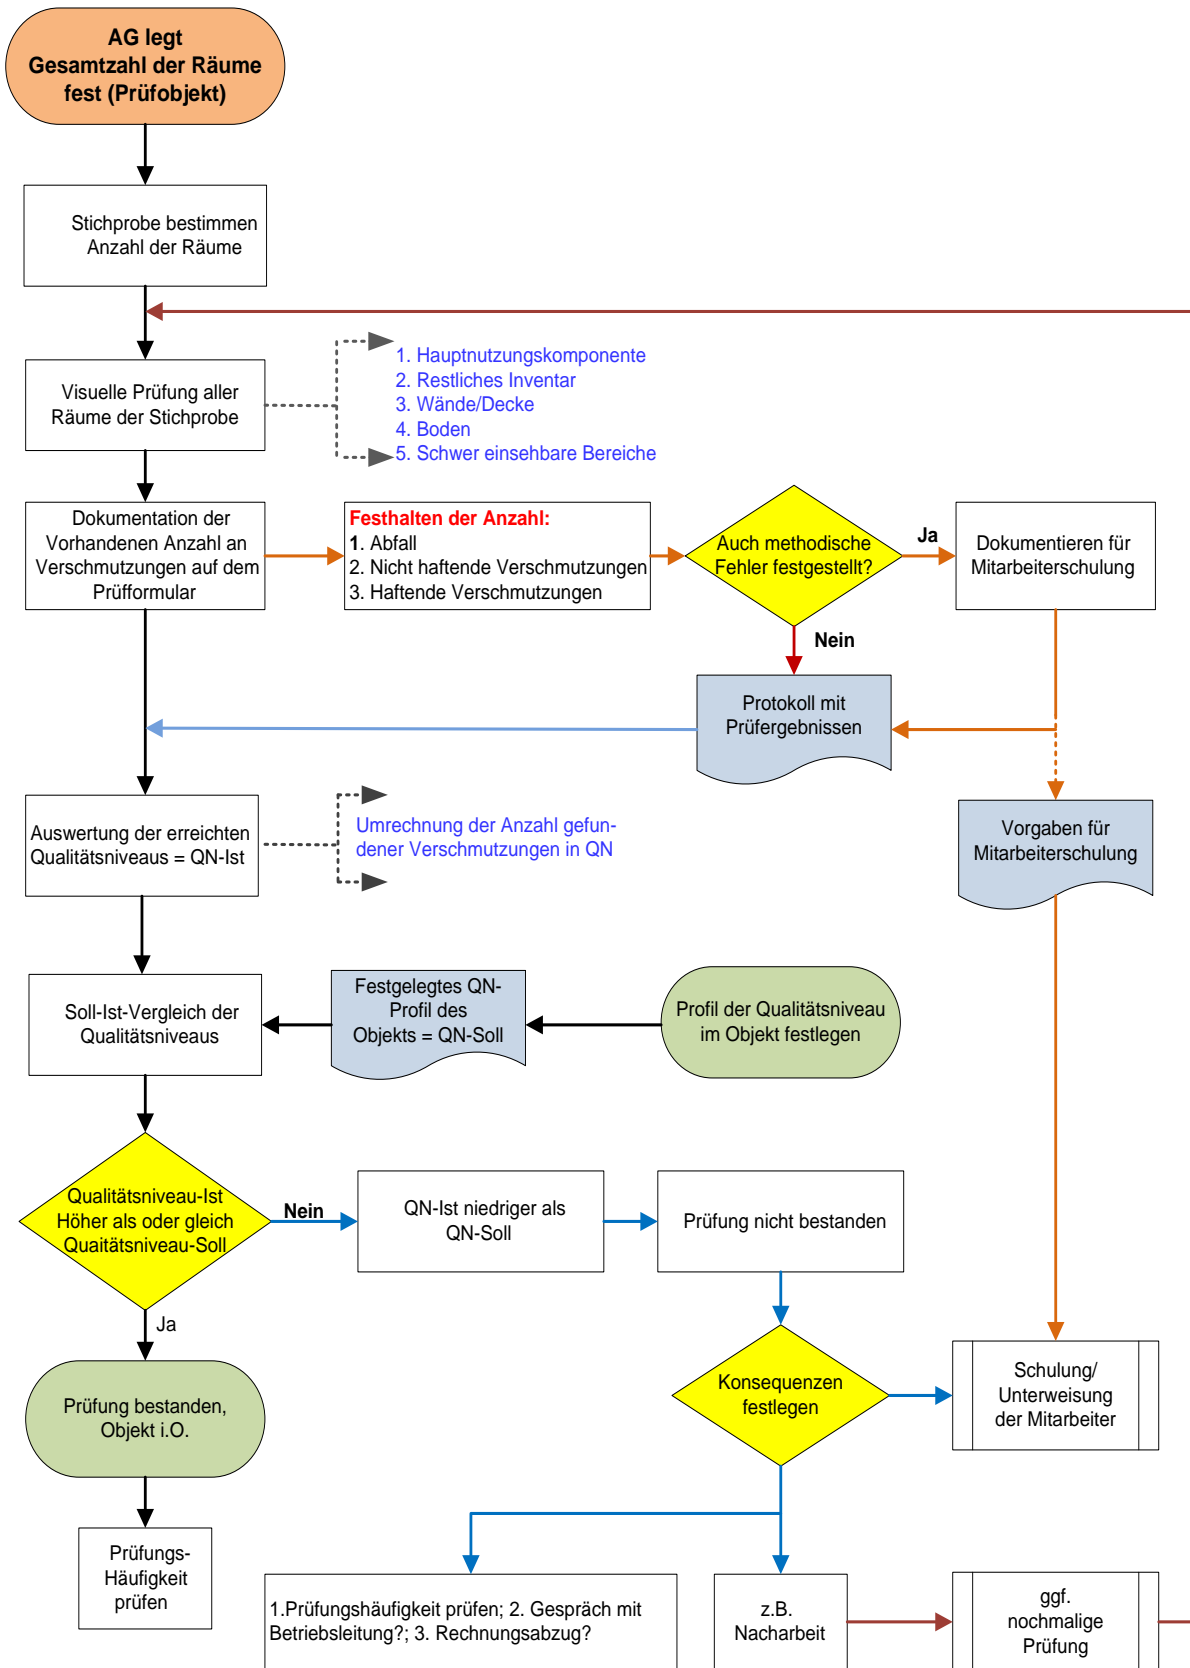 AG legt
Gesamtzahl der Räume
fest (Prüfobjekt)
Stichprobe bestimmen
Anzahl der Räume
Visuelle Prüfung aller
Räume der Stichprobe
1. Hauptnutzungskomponente
2. Restliches Inventar
3. Wände/Decke
4. Boden
5. Schwer einsehbare Bereiche
Dokumentation der
Vorhandenen Anzahl an
Verschmutzungen auf dem
Prüfformular
Festhalten der Anzahl:
1. Abfall
2. Nicht haftende Verschmutzungen
3. Haftende Verschmutzungen
Auch methodische
Fehler festgestellt?
Ja
Dokumentieren für
Mitarbeiterschulung
Nein
Protokoll mit
Prüfergebnissen
Auswertung der erreichten
Qualitätsniveaus = QN-Ist
Umrechnung der Anzahl gefun-
dener Verschmutzungen in QN
Vorgaben für
Mitarbeiterschulung
Soll-Ist-Vergleich der
Qualitätsniveaus
Festgelegtes QN-
Profil des
Objekts = QN-Soll
Profil der Qualitätsniveau
im Objekt festlegen
Qualitätsniveau-Ist
Höher als oder gleich
Quaitätsniveau-Soll
Nein
QN-Ist niedriger als
QN-Soll
Prüfung nicht bestanden
Ja
Konsequenzen
festlegen
Schulung/
Unterweisung
der Mitarbeiter
Prüfung bestanden,
Objekt i.O.
Prüfungs-
Häufigkeit
prüfen
1.Prüfungshäufigkeit prüfen; 2. Gespräch mit
Betriebsleitung?; 3. Rechnungsabzug?
z.B.
Nacharbeit
ggf.
nochmalige
Prüfung